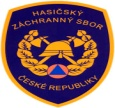 HASIČSKÝ
ZÁCHRANNÝ SBOR
ČESKÉ REPUBLIKY